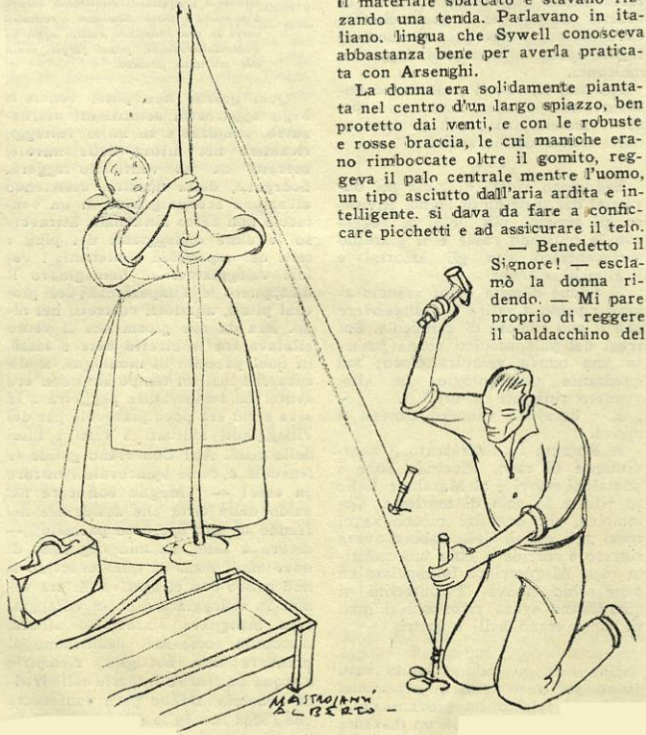 il materiale sbarcato e stavano riz-
zando una tenda. Parlavano in ita-
liano, lingua che Sywell conosceva
abbastanza bene per averla pratica-
ta con Arsenghi.
La donna era solidamente pianta-
ta nel centro d'un largo spiazzo, ben
protetto dai venti, e con le robuste
e rosse braccia, le cui maniche era-
no rimboccate oltre il gomito, reg-
geva il palo centrale mentre l'uomo,
un tipo asciutto dall'aria ardita e in-
telligente. si dava da fare a confic-
care picchetti e ad assicurare il telo.
— Benedetto il
Signore! — escla-
mò la donna ri-
dendo. — Mi pare
proprio di reggere
il baldacchino del
MASTROJANNI
ALBERTO –